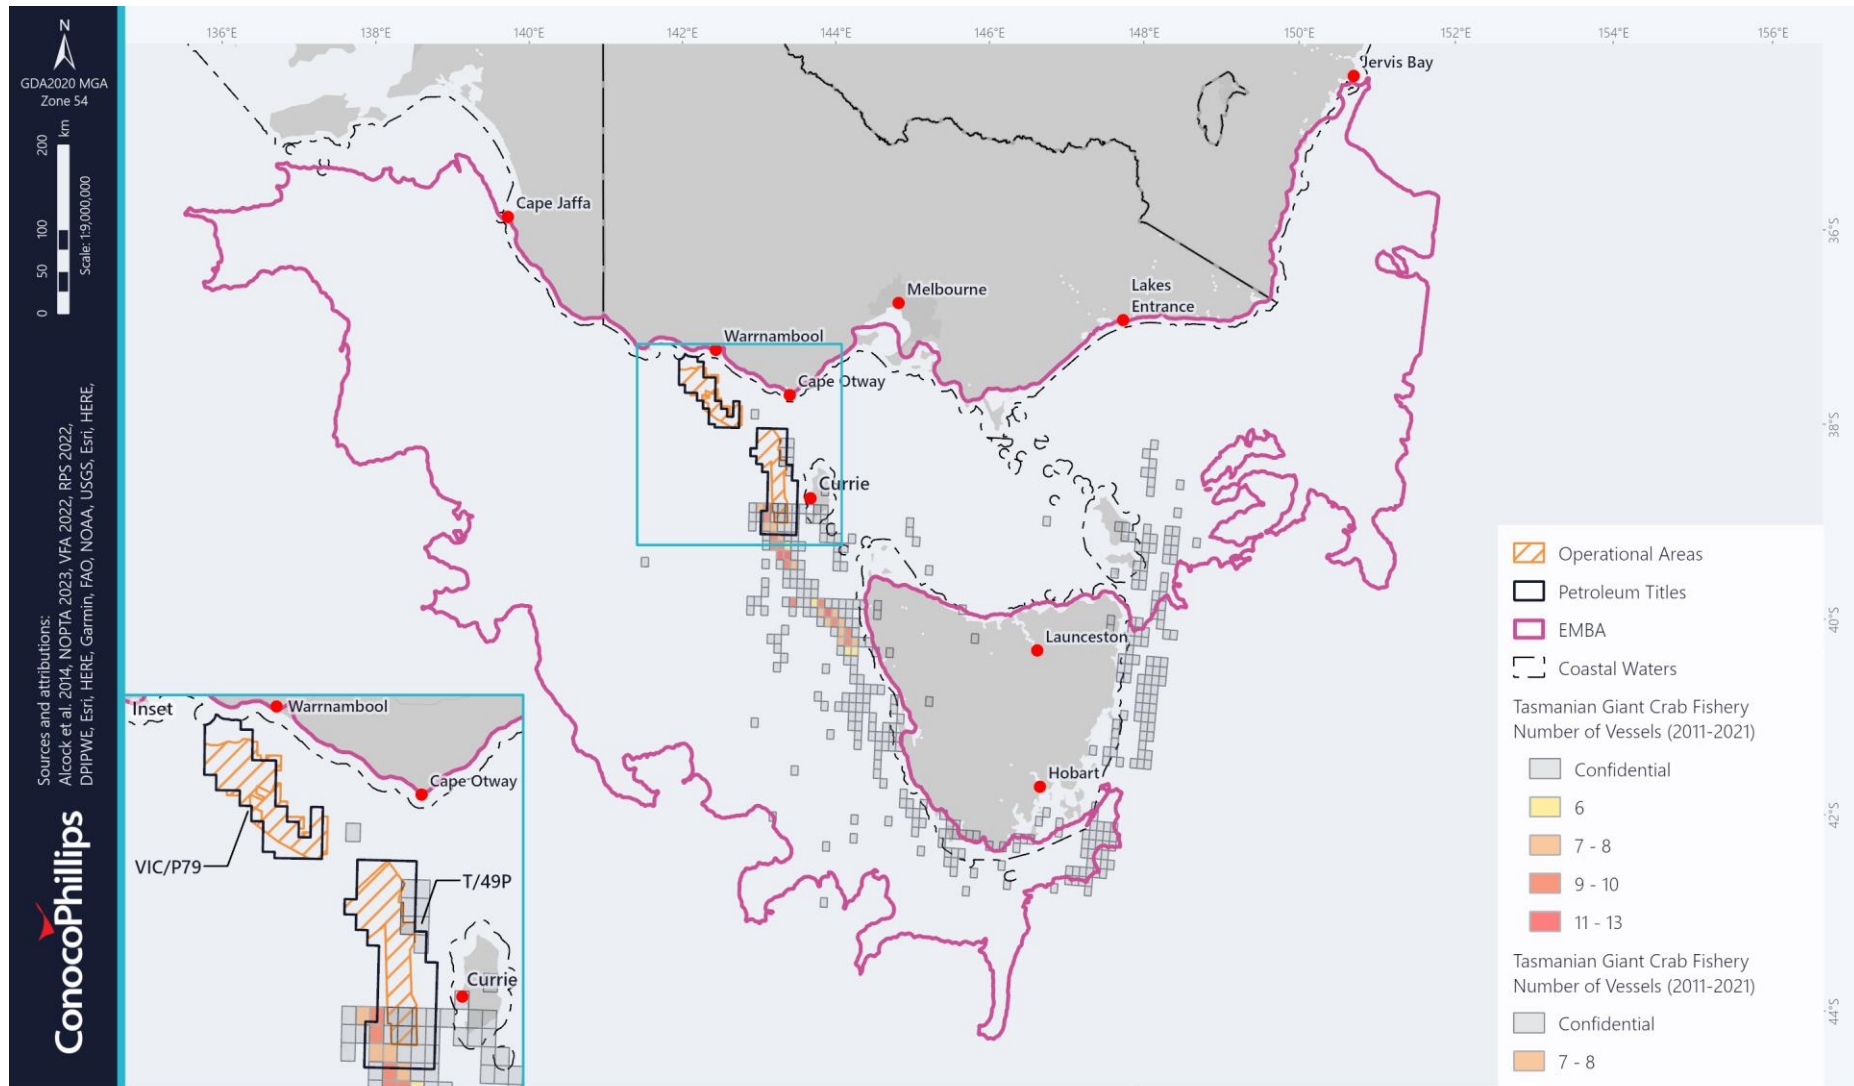 136°E 138°E 140°E 142°E 144°E 146°E 148°E 150°E 152°E 154°E 156°E
N
GDA2020 MGA
Zone 54
0 50 100 200
km
Scale: 1:9,000,000
Sources and attributions:
Alcock et al. 2014, NOPTA 2023, VFA 2022, RPS 2022,
DPIPWE, Esri, HERE, Garmin, FAO, NOAA, USGS, Esri, HERE,
ConocoPhillips
Jervis Bay
Cape Jaffa
Melbourne
Lakes
Entrance
Warrnambool
Cape Otway
Currie
Launceston
Hobart
36°S
38°S
40°S
42°S
44°S
Inset
Warrnambool
Cape Otway
VIC/P79
T/49P
Currie
Operational Areas
Petroleum Titles
EMBA
Coastal Waters
Tasmanian Giant Crab Fishery
Number of Vessels (2011-2021)
Confidential
6
7 - 8
9 - 10
11 - 13
Tasmanian Giant Crab Fishery
Number of Vessels (2011-2021)
Confidential
7 - 8